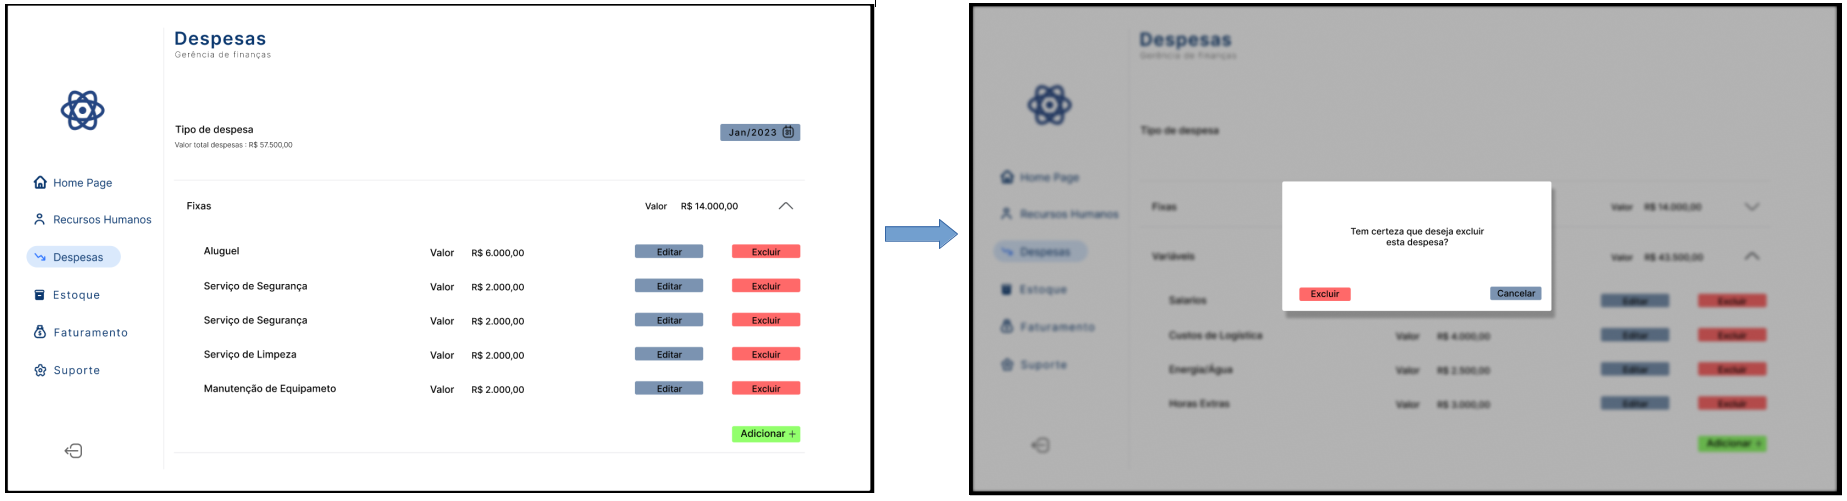 Despesas
Gerência de finanças
Tipo de despesa
Valor total despesas : R$ 57.500,00
Jan/2023
Home Page
Recursos Humanos
Despesas
Estoque
Faturamento
Suporte
Fixas Valor R$ 14.000,00
Aluguel Valor R$ 6.000,00 Editar Excluir
Serviço de Segurança Valor R$ 2.000,00 Editar Excluir
Serviço de Segurança Valor R$ 2.000,00 Editar Excluir
Serviço de Limpeza Valor R$ 2.000,00 Editar Excluir
Manutenção de Equipameto Valor R$ 2.000,00 Editar Excluir
Adicionar +
Despesas
Gerência de finanças
Tipo de despesa
Home Page
Recursos Humanos
Despesas
Estoque
Faturamento
Suporte
Fixas Valor R$ 14.000,00
Variáveis Valor R$ 43.500,00
Salarios Editar Excluir
Custos de Logística Valor R$ 4.000,00 Editar Excluir
Energia/Água Valor R$ 2.500,00 Editar Excluir
Horas Extras Valor R$ 3.000,00 Editar Excluir
Adicionar +
Tem certeza que deseja excluir
esta despesa?
Excluir Cancelar